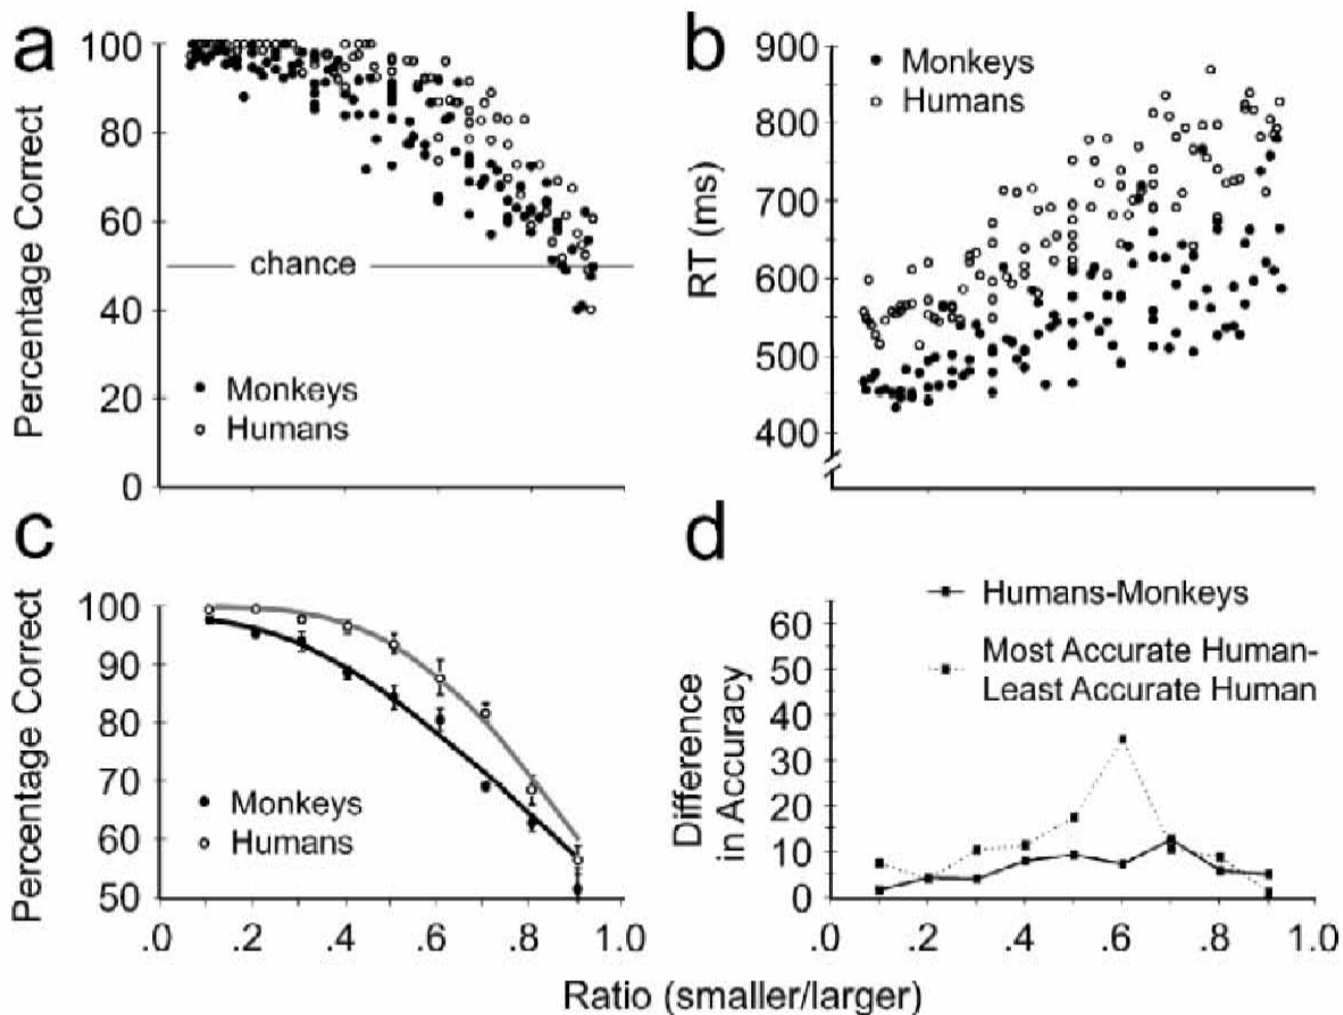 a
Percentage Correct
100
80
60
40
20
0
chance
Monkeys
Humans
b
RT (ms)
900
800
700
600
500
400
Monkeys
Humans
c
Percentage Correct
100
90
80
70
60
50
Monkeys
Humans
.0 .2 .4 .6 .8 1.0
d
Difference
in Accuracy
60
50
40
30
20
10
0
Humans-Monkeys
Most Accurate Human-
Least Accurate Human
.0 .2 .4 .6 .8 1.0
Ratio (smaller/larger)